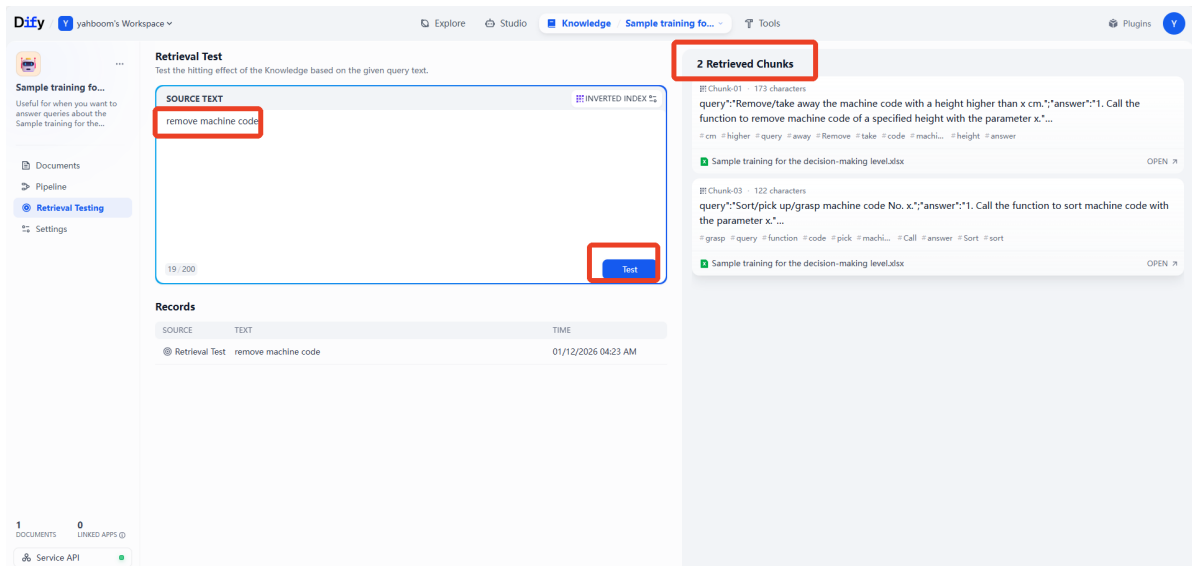 Dify / Y yahboom's Workspace
Explore
Studio
Knowledge / Sample training fo...
Tools
Plugins
Y
Sample training fo...
Useful for when you want to
answer queries about the
Sample training for the...
Documents
Pipeline
Retrieval Testing
Settings
1
DOCUMENTS
0
LINKED APPS
Service API
Retrieval Test
Test the hitting effect of the Knowledge based on the given query text.
SOURCE TEXT
INVERTED INDEX
remove machine code
19 / 200
Test
Records
SOURCE TEXT TIME
Retrieval Test remove machine code 01/12/2026 04:23 AM
2 Retrieved Chunks
Chunk-01 · 173 characters
query":"Remove/take away the machine code with a height higher than x cm.";"answer":"1. Call the
function to remove machine code of a specified height with the parameter x."...
#cm #higher #query #away #Remove #take #code #machi... #height #answer
Sample training for the decision-making level.xlsx OPEN
Chunk-03 · 122 characters
query":"Sort/pick up/grasp machine code No. x.";"answer":"1. Call the function to sort machine code with
the parameter x."...
#grasp #query #function #code #pick #machi... #Call #answer #Sort #sort
Sample training for the decision-making level.xlsx OPEN